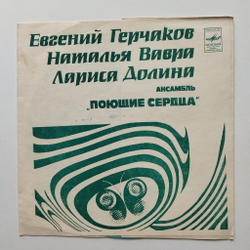 Евгений Герчаков
Наталья Вавра
Лариса Долина
АНСАМБЛЬ
„ПОЮЩИЕ СЕРДЦА"